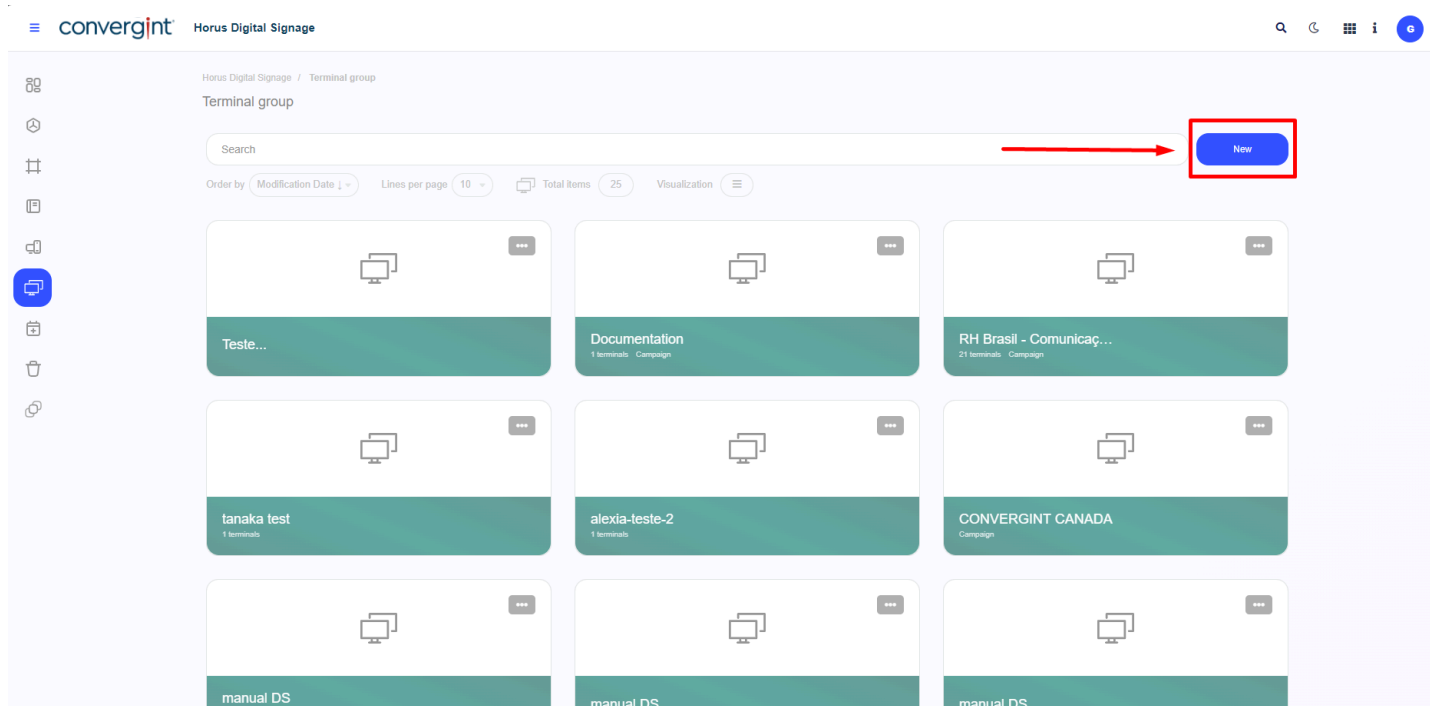 convergint Horus Digital Signage
G
Horus Digital Signage / Terminal group
Terminal group
Search
New
Order by Modification Date ↓ Lines per page 10 Total items 25 Visualization
Teste...
Documentation
1 terminals Campaign
RH Brasil - Comunicaç...
21 terminals Campaign
tanaka test
1 terminals
alexia-teste-2
1 terminals
CONVERGINT CANADA
Campaign
manual DS
manual DS
manual DS